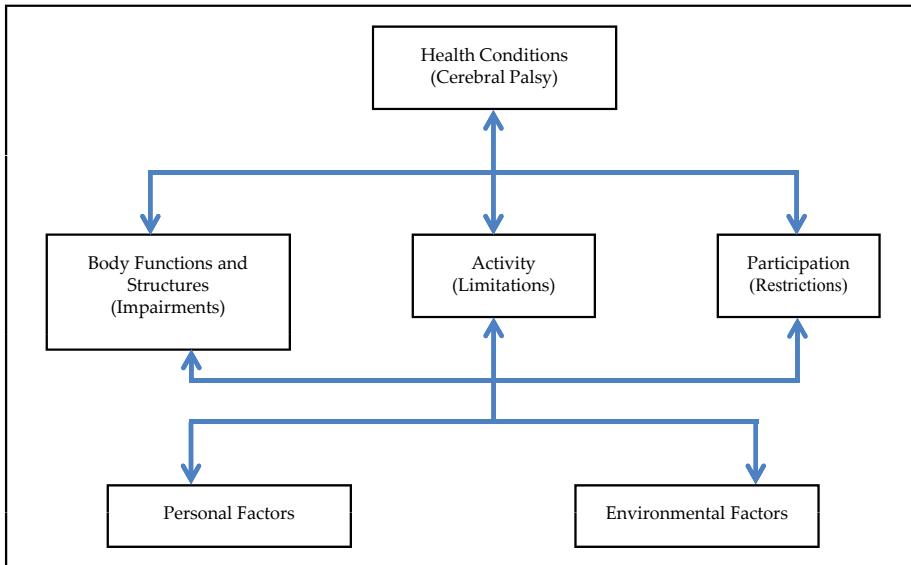 Health Conditions
(Cerebral Palsy)
Body Functions and
Structures
(Impairments)
Activity
(Limitations)
Participation
(Restrictions)
Personal Factors
Environmental Factors